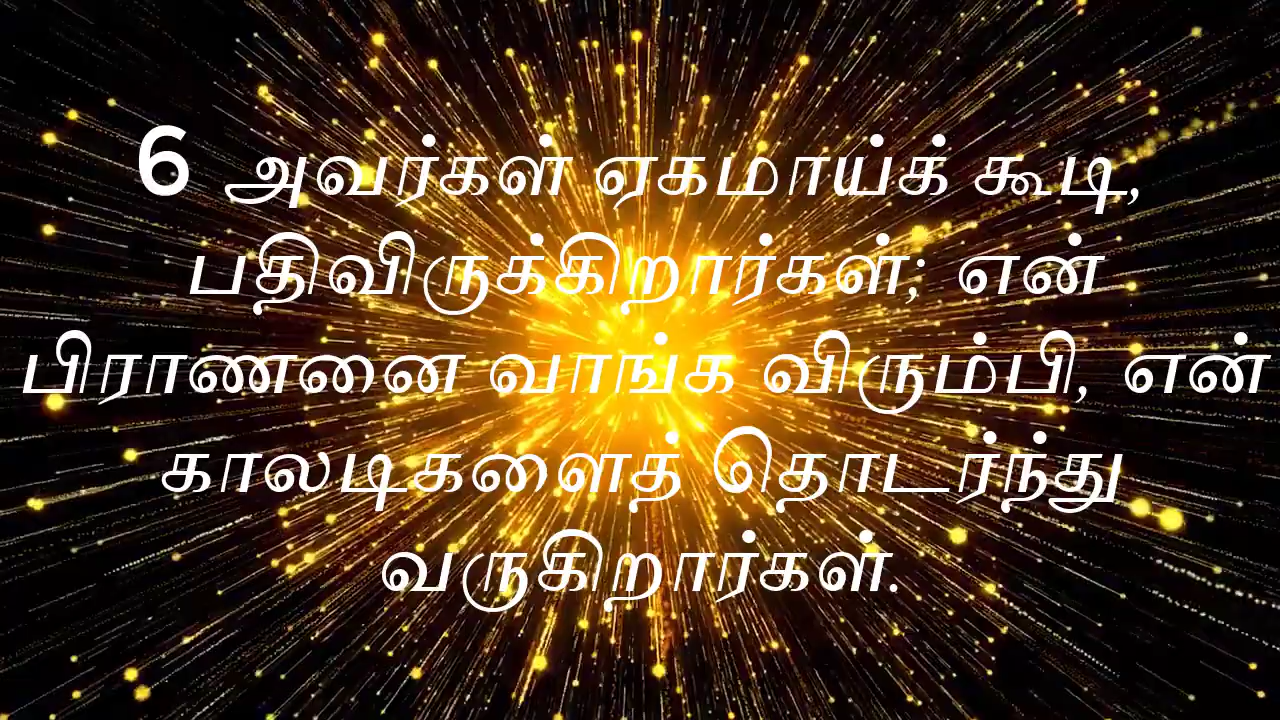 6 அவர்கள் ஏகமாய்க் கூடி,
பதிவிருக்கிறார்கள்; என்
பிராணனை வாங்க விரும்பி, என்
காலடிகளைத் தொடர்ந்து
வருகிறார்கள்.